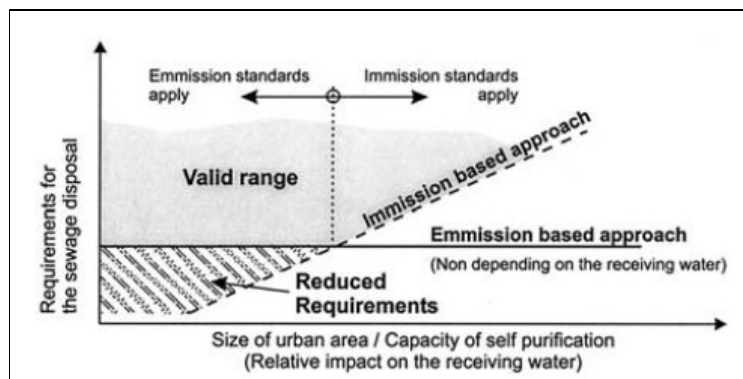 Emmission standards
apply
Immission standards
apply
Requirements for
the sewage disposal
Valid range
Immission based approach
Emmission based approach
(Non depending on the receiving water)
Reduced
Requirements
Size of urban area / Capacity of self purification
(Relative impact on the receiving water)